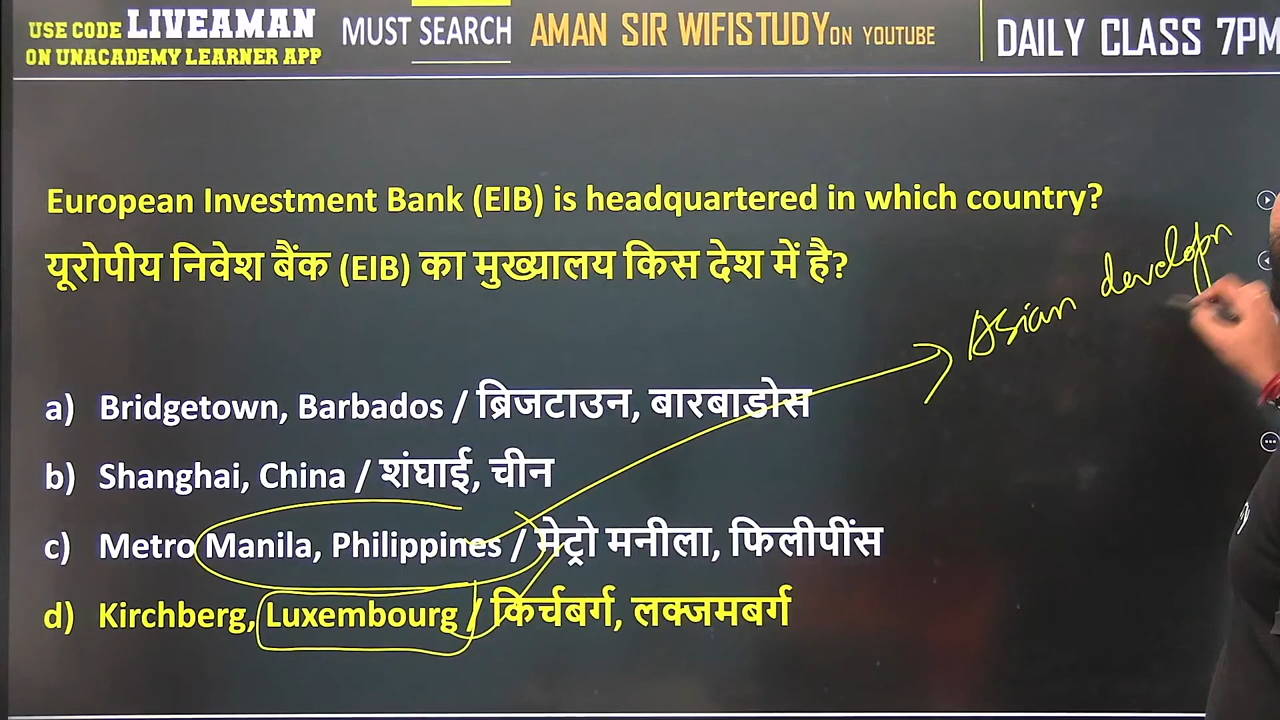 USE CODE LIVEAMAN
ON UNACADEMY LEARNER APP
MUST SEARCH AMAN SIR WIFISTUDY ON YOUTUBE
DAILY CLASS 7PM
European Investment Bank (EIB) is headquartered in which country?
यूरोपीय निवेश बैंक (EIB) का मुख्यालय किस देश में है?
Asian developn
a) Bridgetown, Barbados / ब्रिजटाउन, बारबाडोस
b) Shanghai, China / शंघाई, चीन
c) Metro Manila, Philippines / मेट्रो मनीला, फिलीपींस
d) Kirchberg, Luxembourg / किर्चबर्ग, लक्जमबर्ग